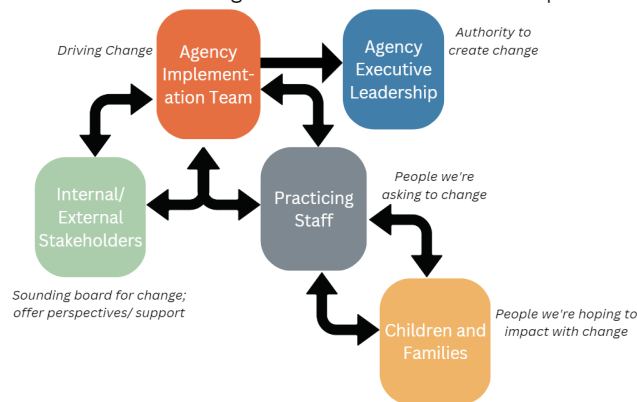 Driving Change
Agency
Implement-
ation Team
Agency
Executive
Leadership
Authority to
create change
Internal/
External
Stakeholders
Practicing
Staff
People we're
asking to change
Sounding board for change;
offer perspectives/ support
Children and
Families
People we're hoping to
impact with change